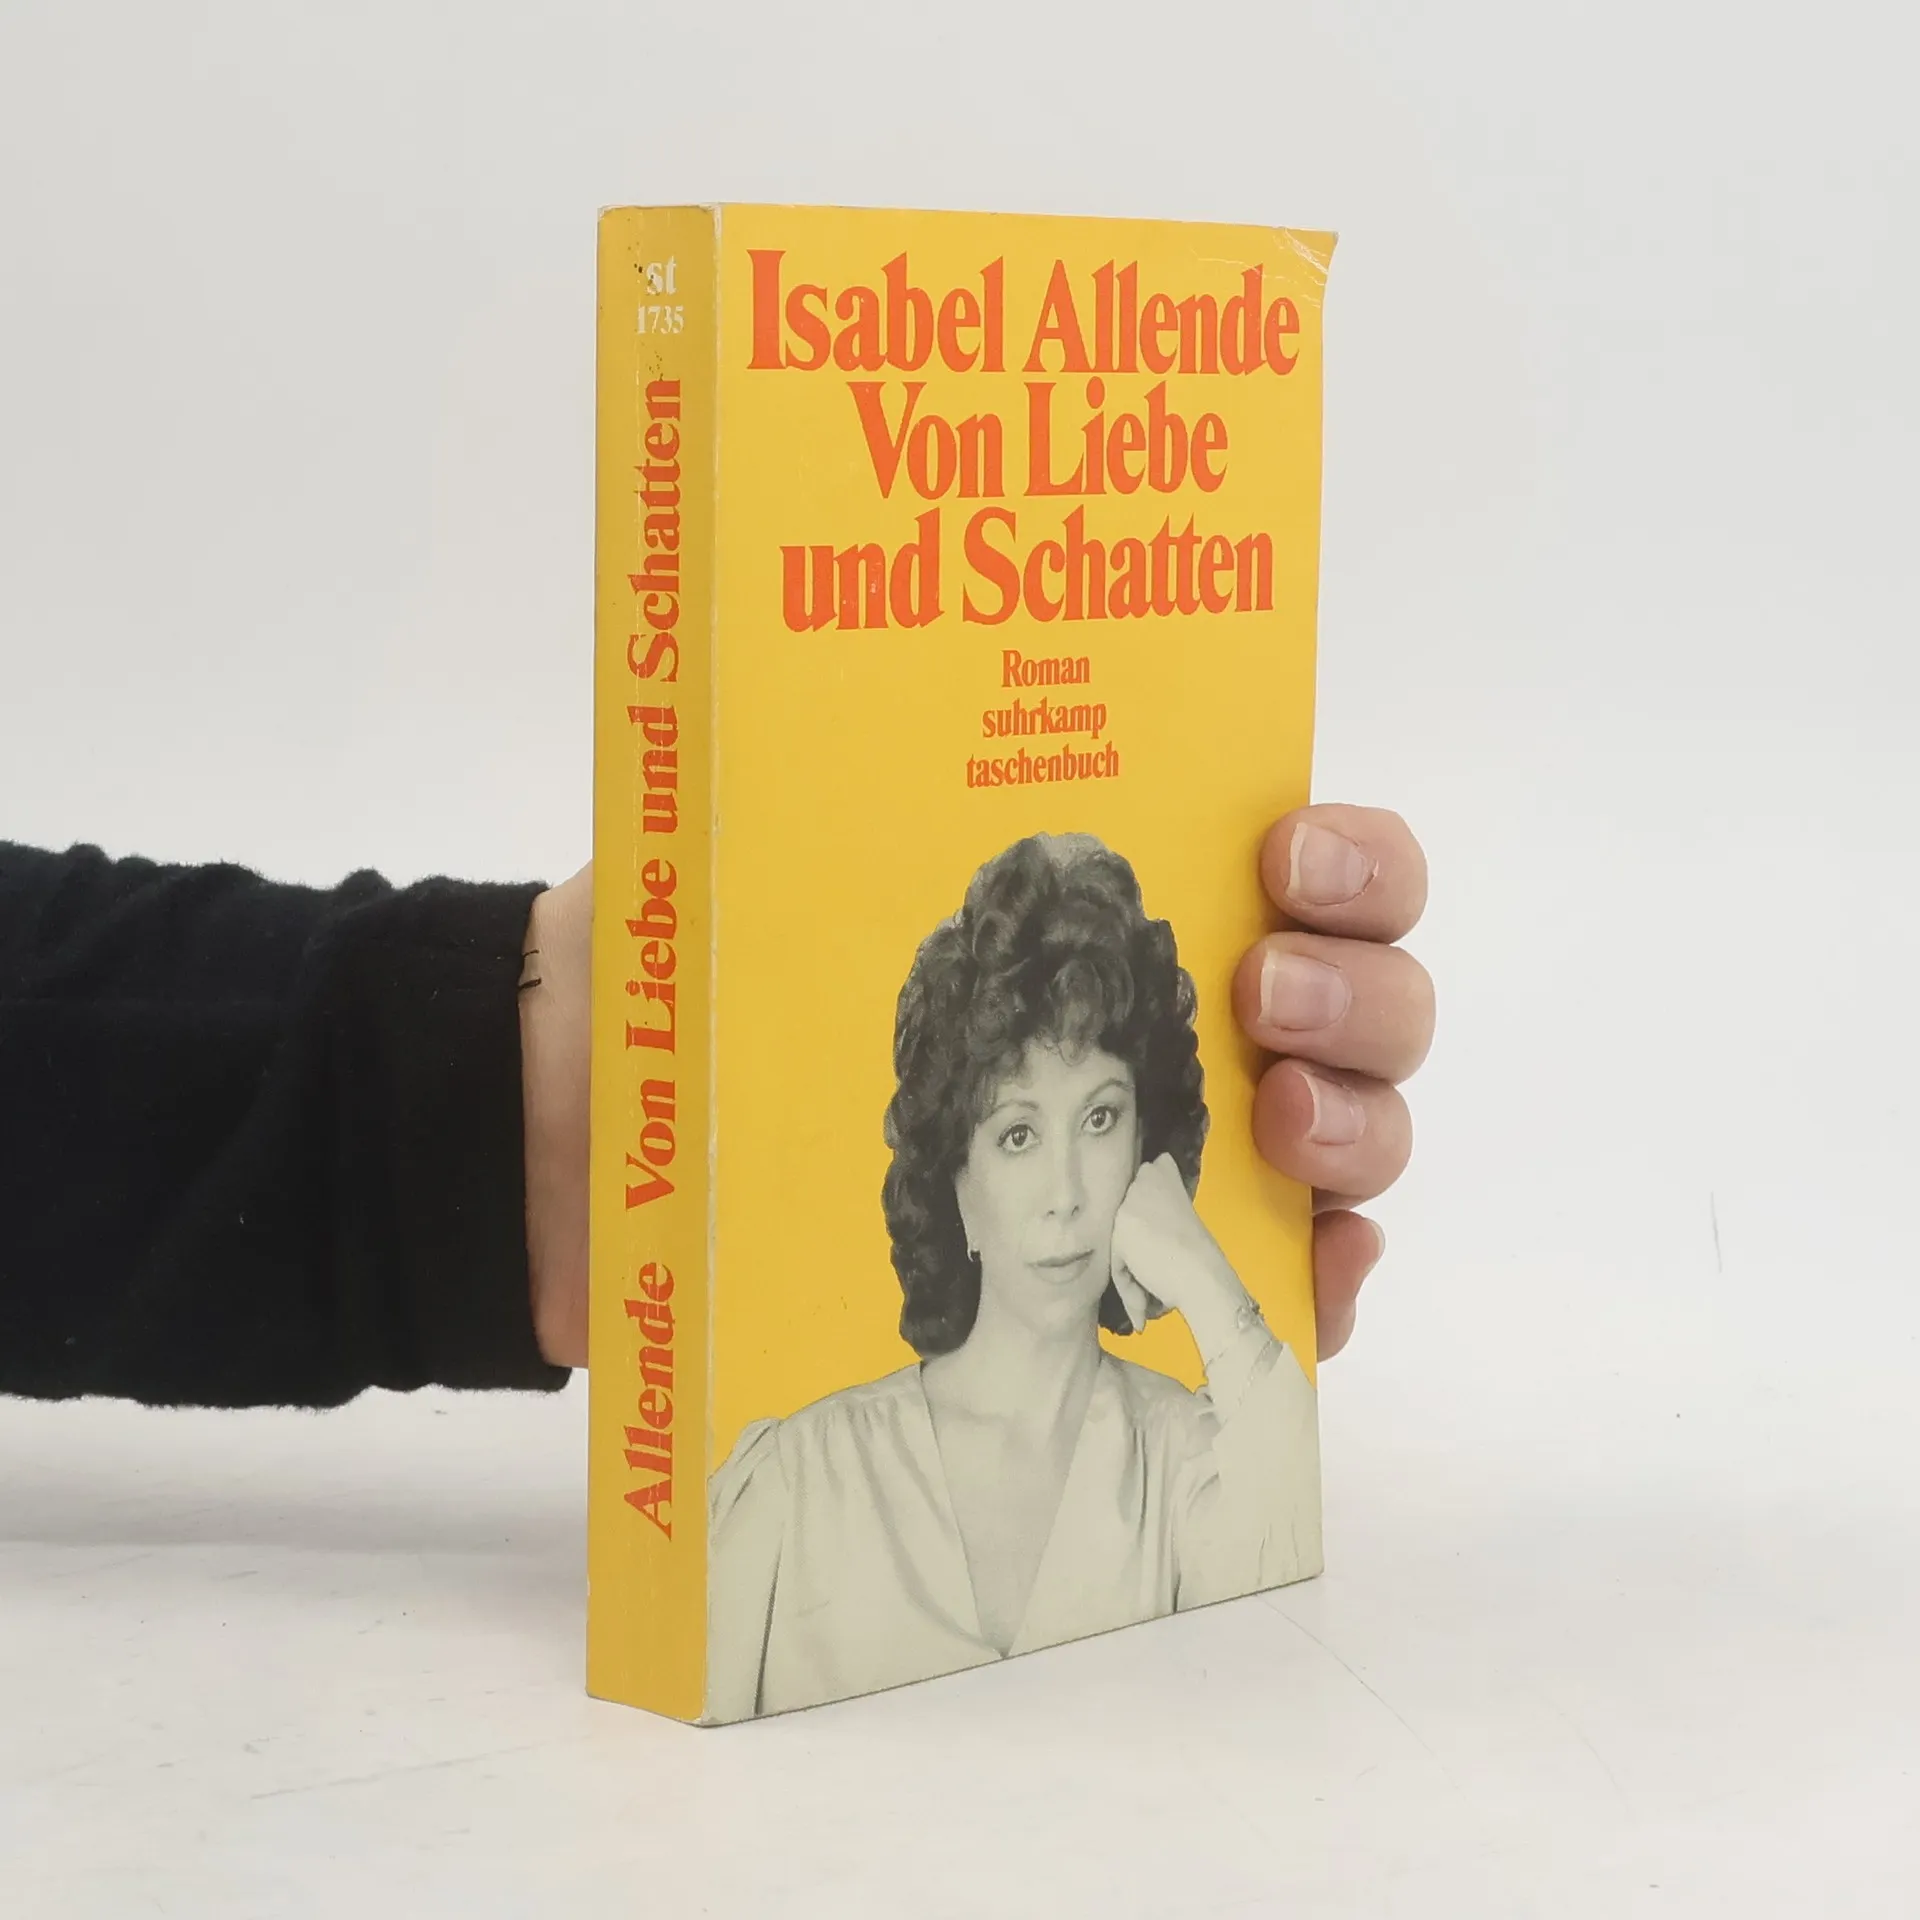 st
1735
Allende Von Liebe und Schatten
Isabel Allende
Von Liebe
und Schatten
Roman
suhrkamp
taschenbuch